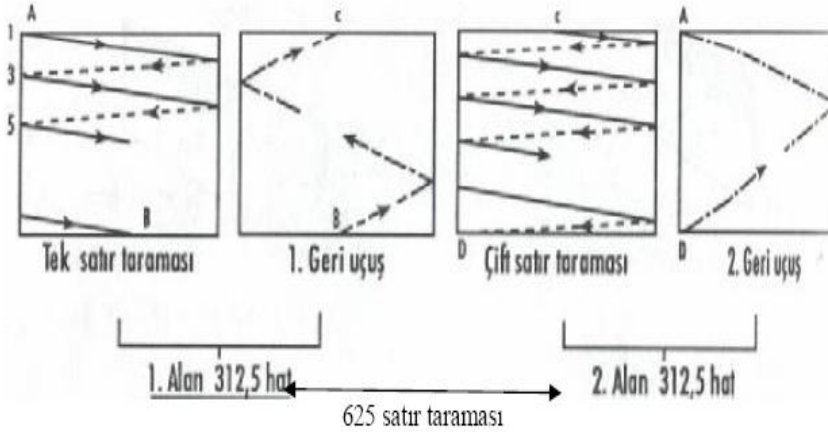 A c c A
1
3
5
B B D D
Tek satır taraması 1. Geri uçuş Çift satır taraması 2. Geri uçuş
1. Alan 312,5 hat 2. Alan 312,5 hat
625 satır taraması